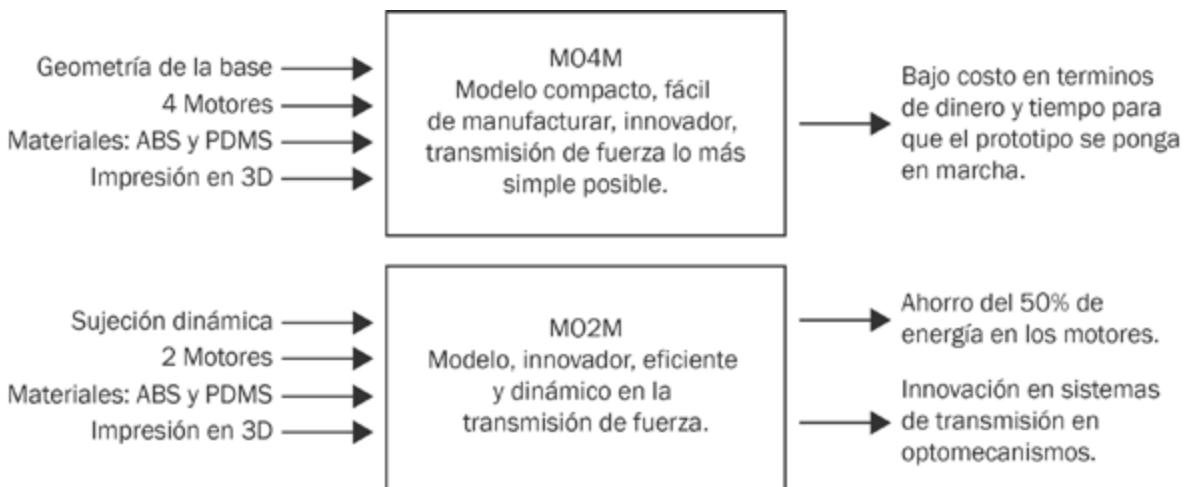 Geometría de la base
4 Motores
Materiales: ABS y PDMS
Impresión en 3D
MO4M
Modelo compacto, fácil
de manufacturar, innovador,
transmisión de fuerza lo más
simple posible.
Bajo costo en terminos
de dinero y tiempo para
que el prototipo se ponga
en marcha.
Sujeción dinámica
2 Motores
Materiales: ABS y PDMS
Impresión en 3D
MO2M
Modelo, innovador, eficiente
y dinámico en la
transmisión de fuerza.
Ahorro del 50% de
energía en los motores.
Innovación en sistemas
de transmisión en
optomecanismos.